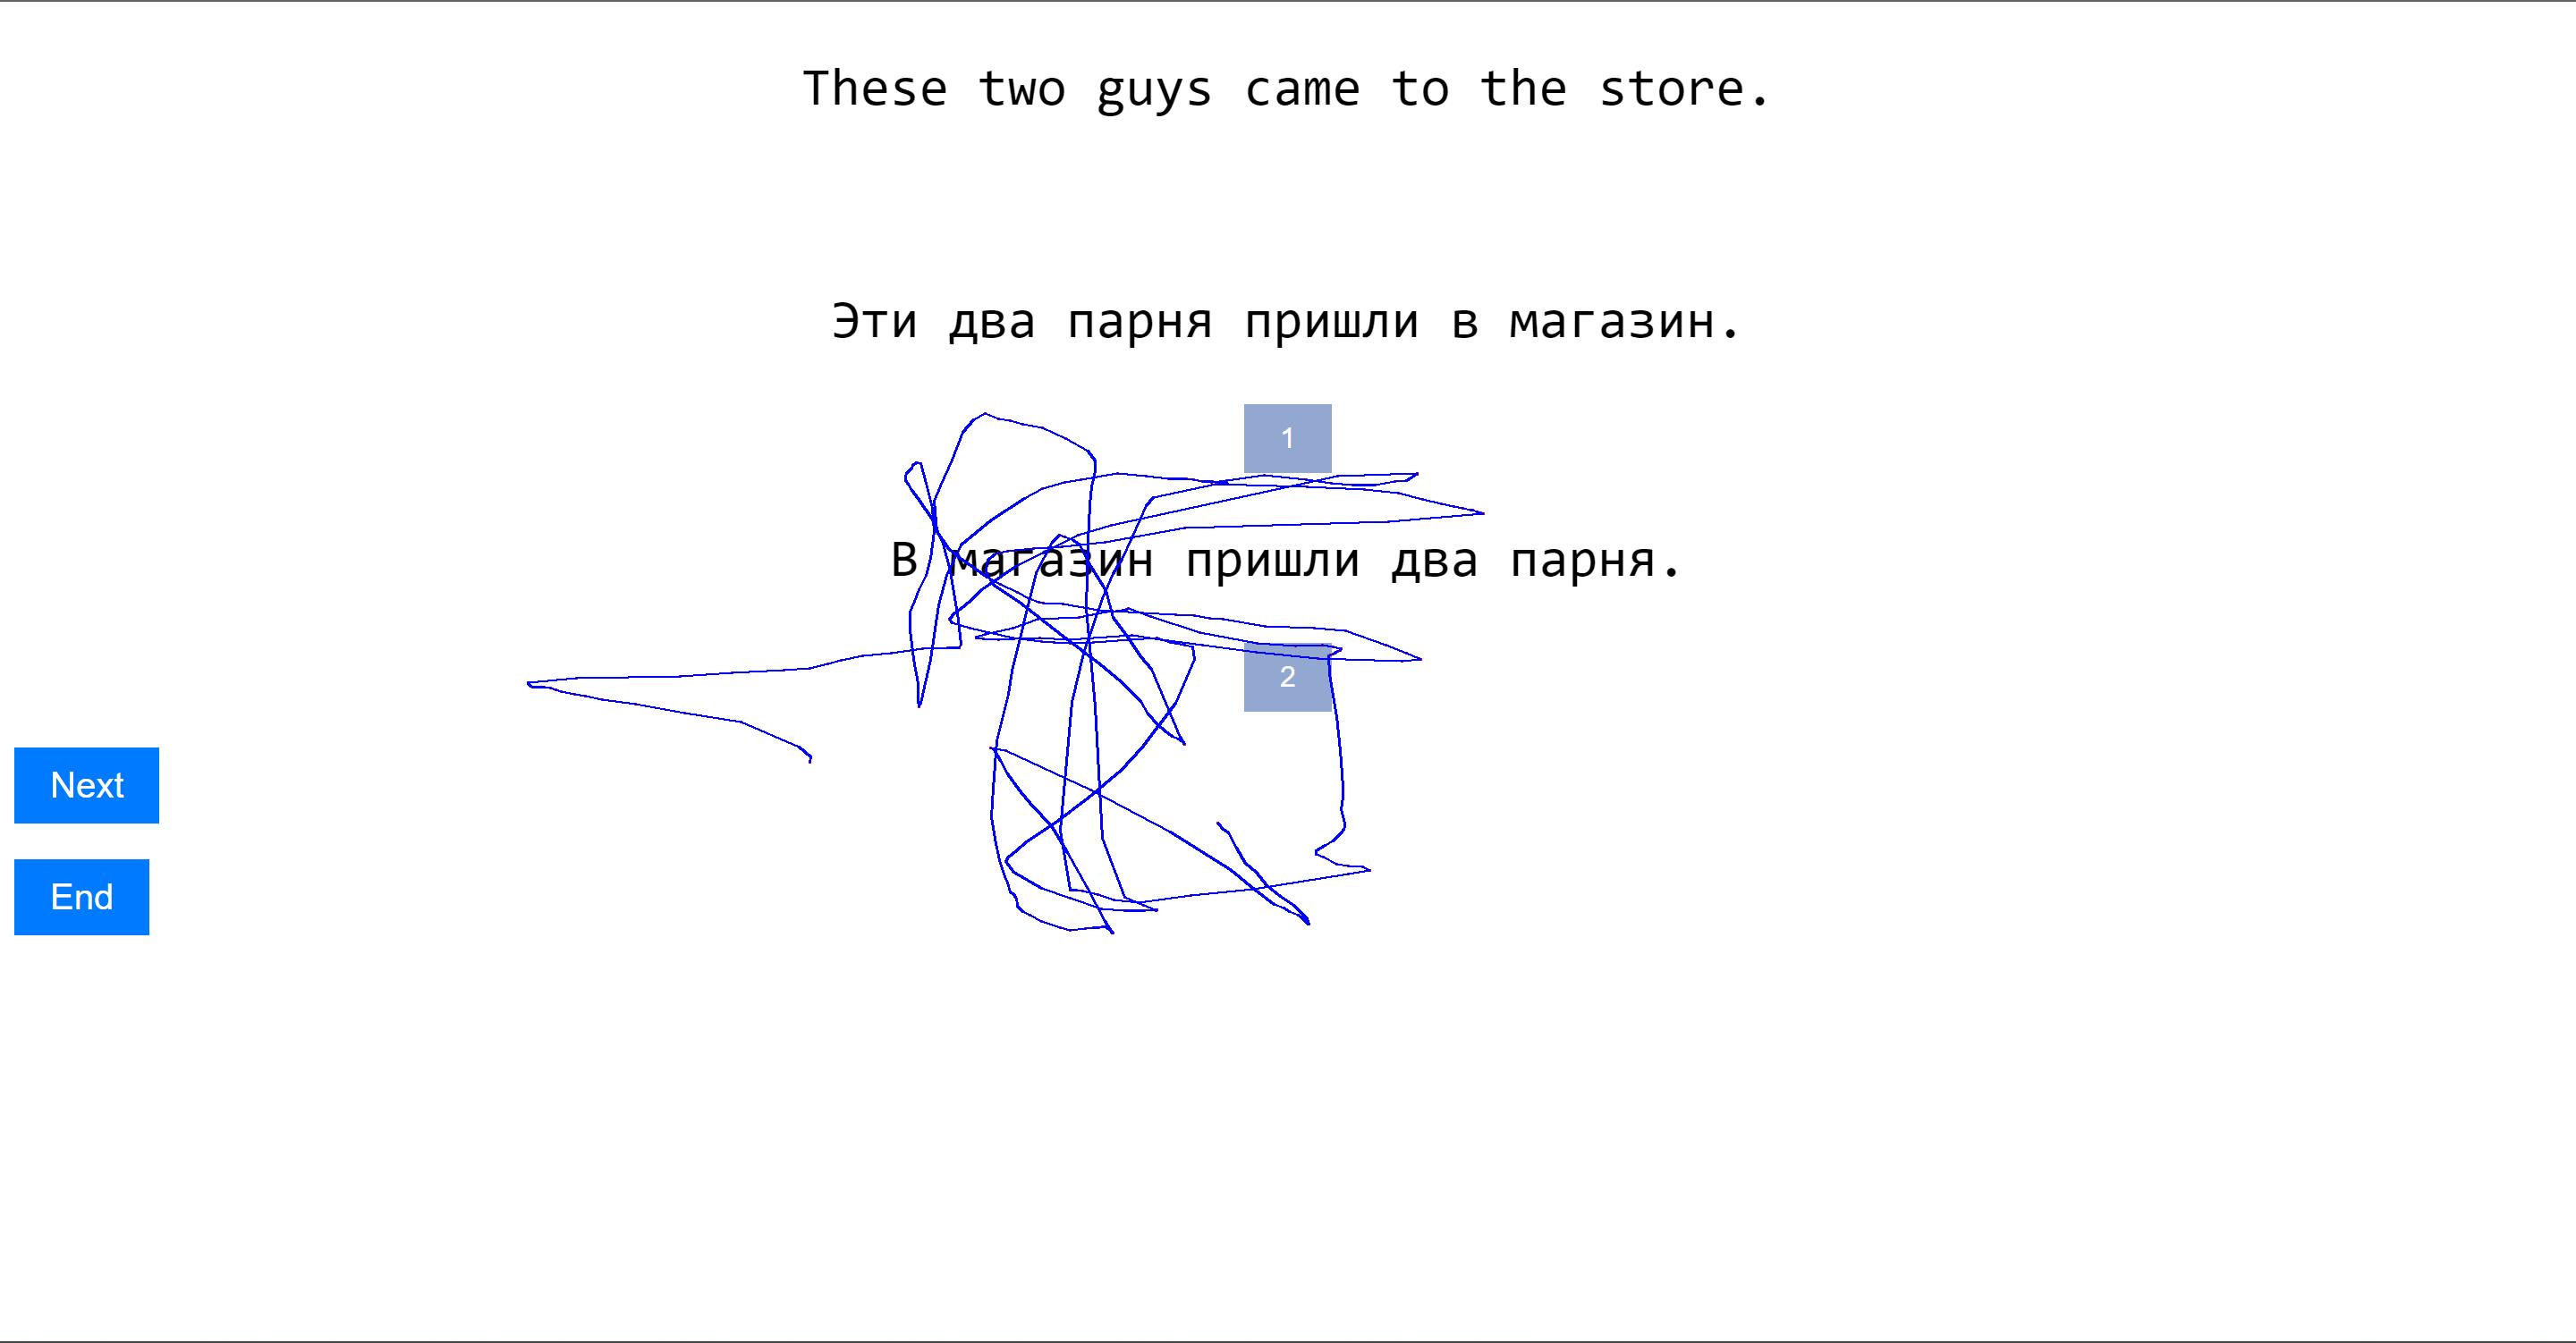 These two guys came to the store.
Эти два парня пришли в магазин.
1
В магазин пришли два парня.
2
Next
End